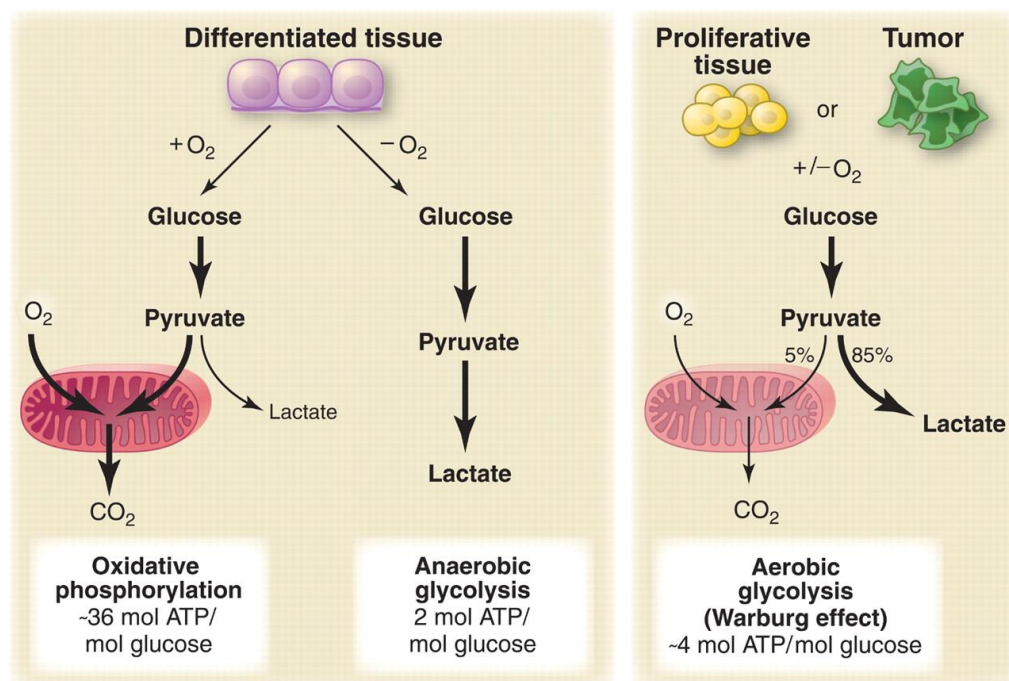 Differentiated tissue
+O₂
−O₂
Glucose
Glucose
O₂
Pyruvate
Pyruvate
Lactate
Lactate
CO₂
Oxidative
phosphorylation
~36 mol ATP/
mol glucose
Anaerobic
glycolysis
2 mol ATP/
mol glucose
Proliferative
tissue
or
Tumor
+/−O₂
Glucose
O₂
Pyruvate
5%
85%
Lactate
CO₂
Aerobic
glycolysis
(Warburg effect)
~4 mol ATP/mol glucose